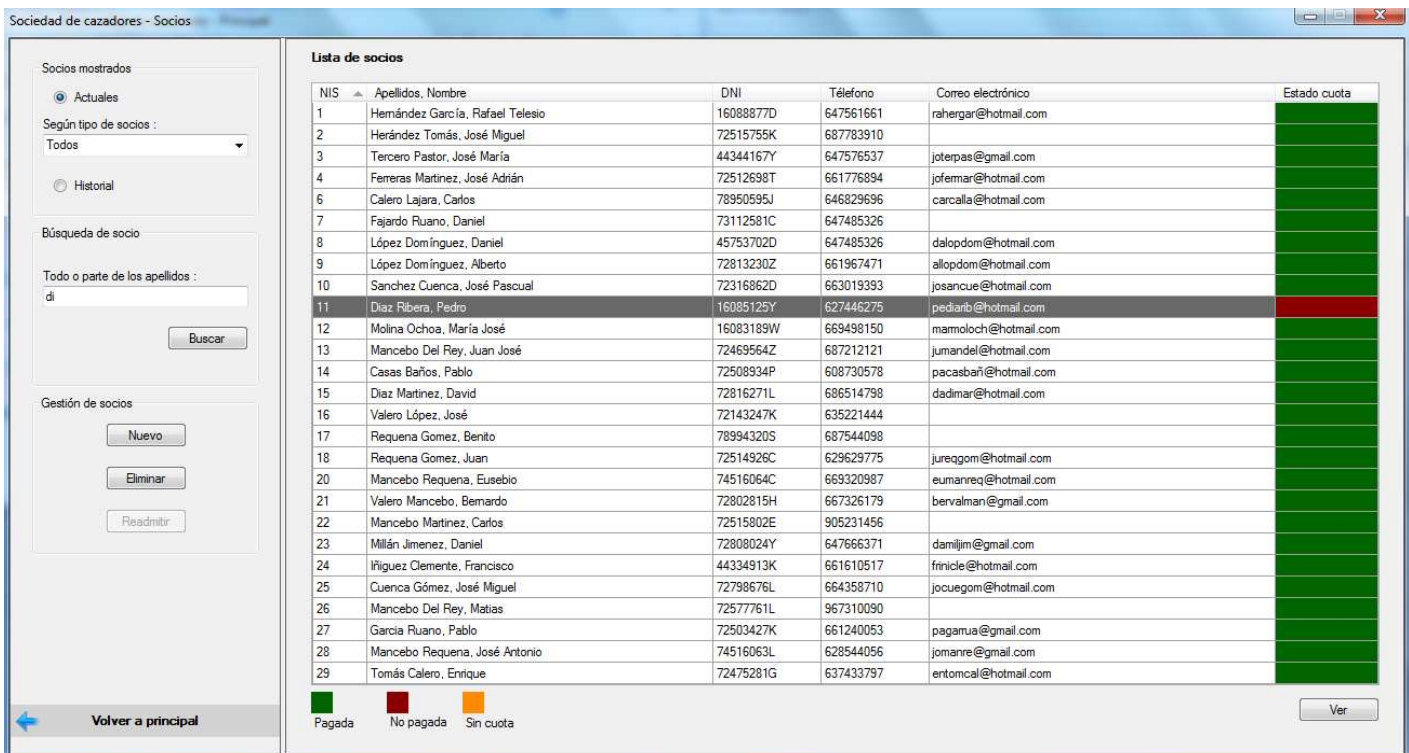 Sociedad de cazadores - Socios
Socios mostrados
Actuales
Según tipo de socios :
Todos
Historial
Búsqueda de socio
Todo o parte de los apellidos :
di
Buscar
Gestión de socios
Nuevo
Eliminar
Readmitir
Volver a principal
Lista de socios
NIS Apellidos, Nombre DNI Télefono Correo electrónico Estado cuota
1 Hernández García, Rafael Telesio 16088877D 647561661 rahergar@hotmail.com
2 Herández Tomás, José Miguel 72515755K 687783910
3 Tercero Pastor, José María 44344167Y 647576537 joterpas@gmail.com
4 Ferreras Martinez, José Adrián 72512698T 661776894 jofermar@hotmail.com
6 Calero Lajara, Carlos 78950595J 646829696 carcalla@hotmail.com
7 Fajardo Ruano, Daniel 73112581C 647485326
8 López Domínguez, Daniel 45753702D 647485326 dalopdom@hotmail.com
9 López Domínguez, Alberto 72813230Z 661967471 allopdom@hotmail.com
10 Sanchez Cuenca, José Pascual 72316862D 663019393 josancue@hotmail.com
11 Diaz Ribera, Pedro 16085125Y 627446275 pediarib@hotmail.com
12 Molina Ochoa, María José 16083189W 669498150 marmoloch@hotmail.com
13 Mancebo Del Rey, Juan José 72469564Z 687212121 jumandel@hotmail.com
14 Casas Baños, Pablo 72508934P 608730578 pacasbañ@hotmail.com
15 Diaz Martinez, David 72816271L 686514798 dadimar@hotmail.com
16 Valero López, José 72143247K 635221444
17 Requena Gomez, Benito 78994320S 687544098
18 Requena Gomez, Juan 72514926C 629629775 jureqgom@hotmail.com
20 Mancebo Requena, Eusebio 74516064C 669320987 eumanreq@hotmail.com
21 Valero Mancebo, Bernardo 72802815H 667326179 bervalman@gmail.com
22 Mancebo Martinez, Carlos 72515802E 905231456
23 Millán Jimenez, Daniel 72808024Y 647666371 damiljim@gmail.com
24 Iñiguez Clemente, Francisco 44334913K 661610517 frinicle@hotmail.com
25 Cuenca Gómez, José Miguel 72798676L 664358710 jocuegom@hotmail.com
26 Mancebo Del Rey, Matias 72577761L 967310090
27 Garcia Ruano, Pablo 72503427K 661240053 pagarrua@gmail.com
28 Mancebo Requena, José Antonio 74516063L 628544056 jomanre@gmail.com
29 Tomás Calero, Enrique 72475281G 637433797 entomcal@hotmail.com
Pagada No pagada Sin cuota
Ver